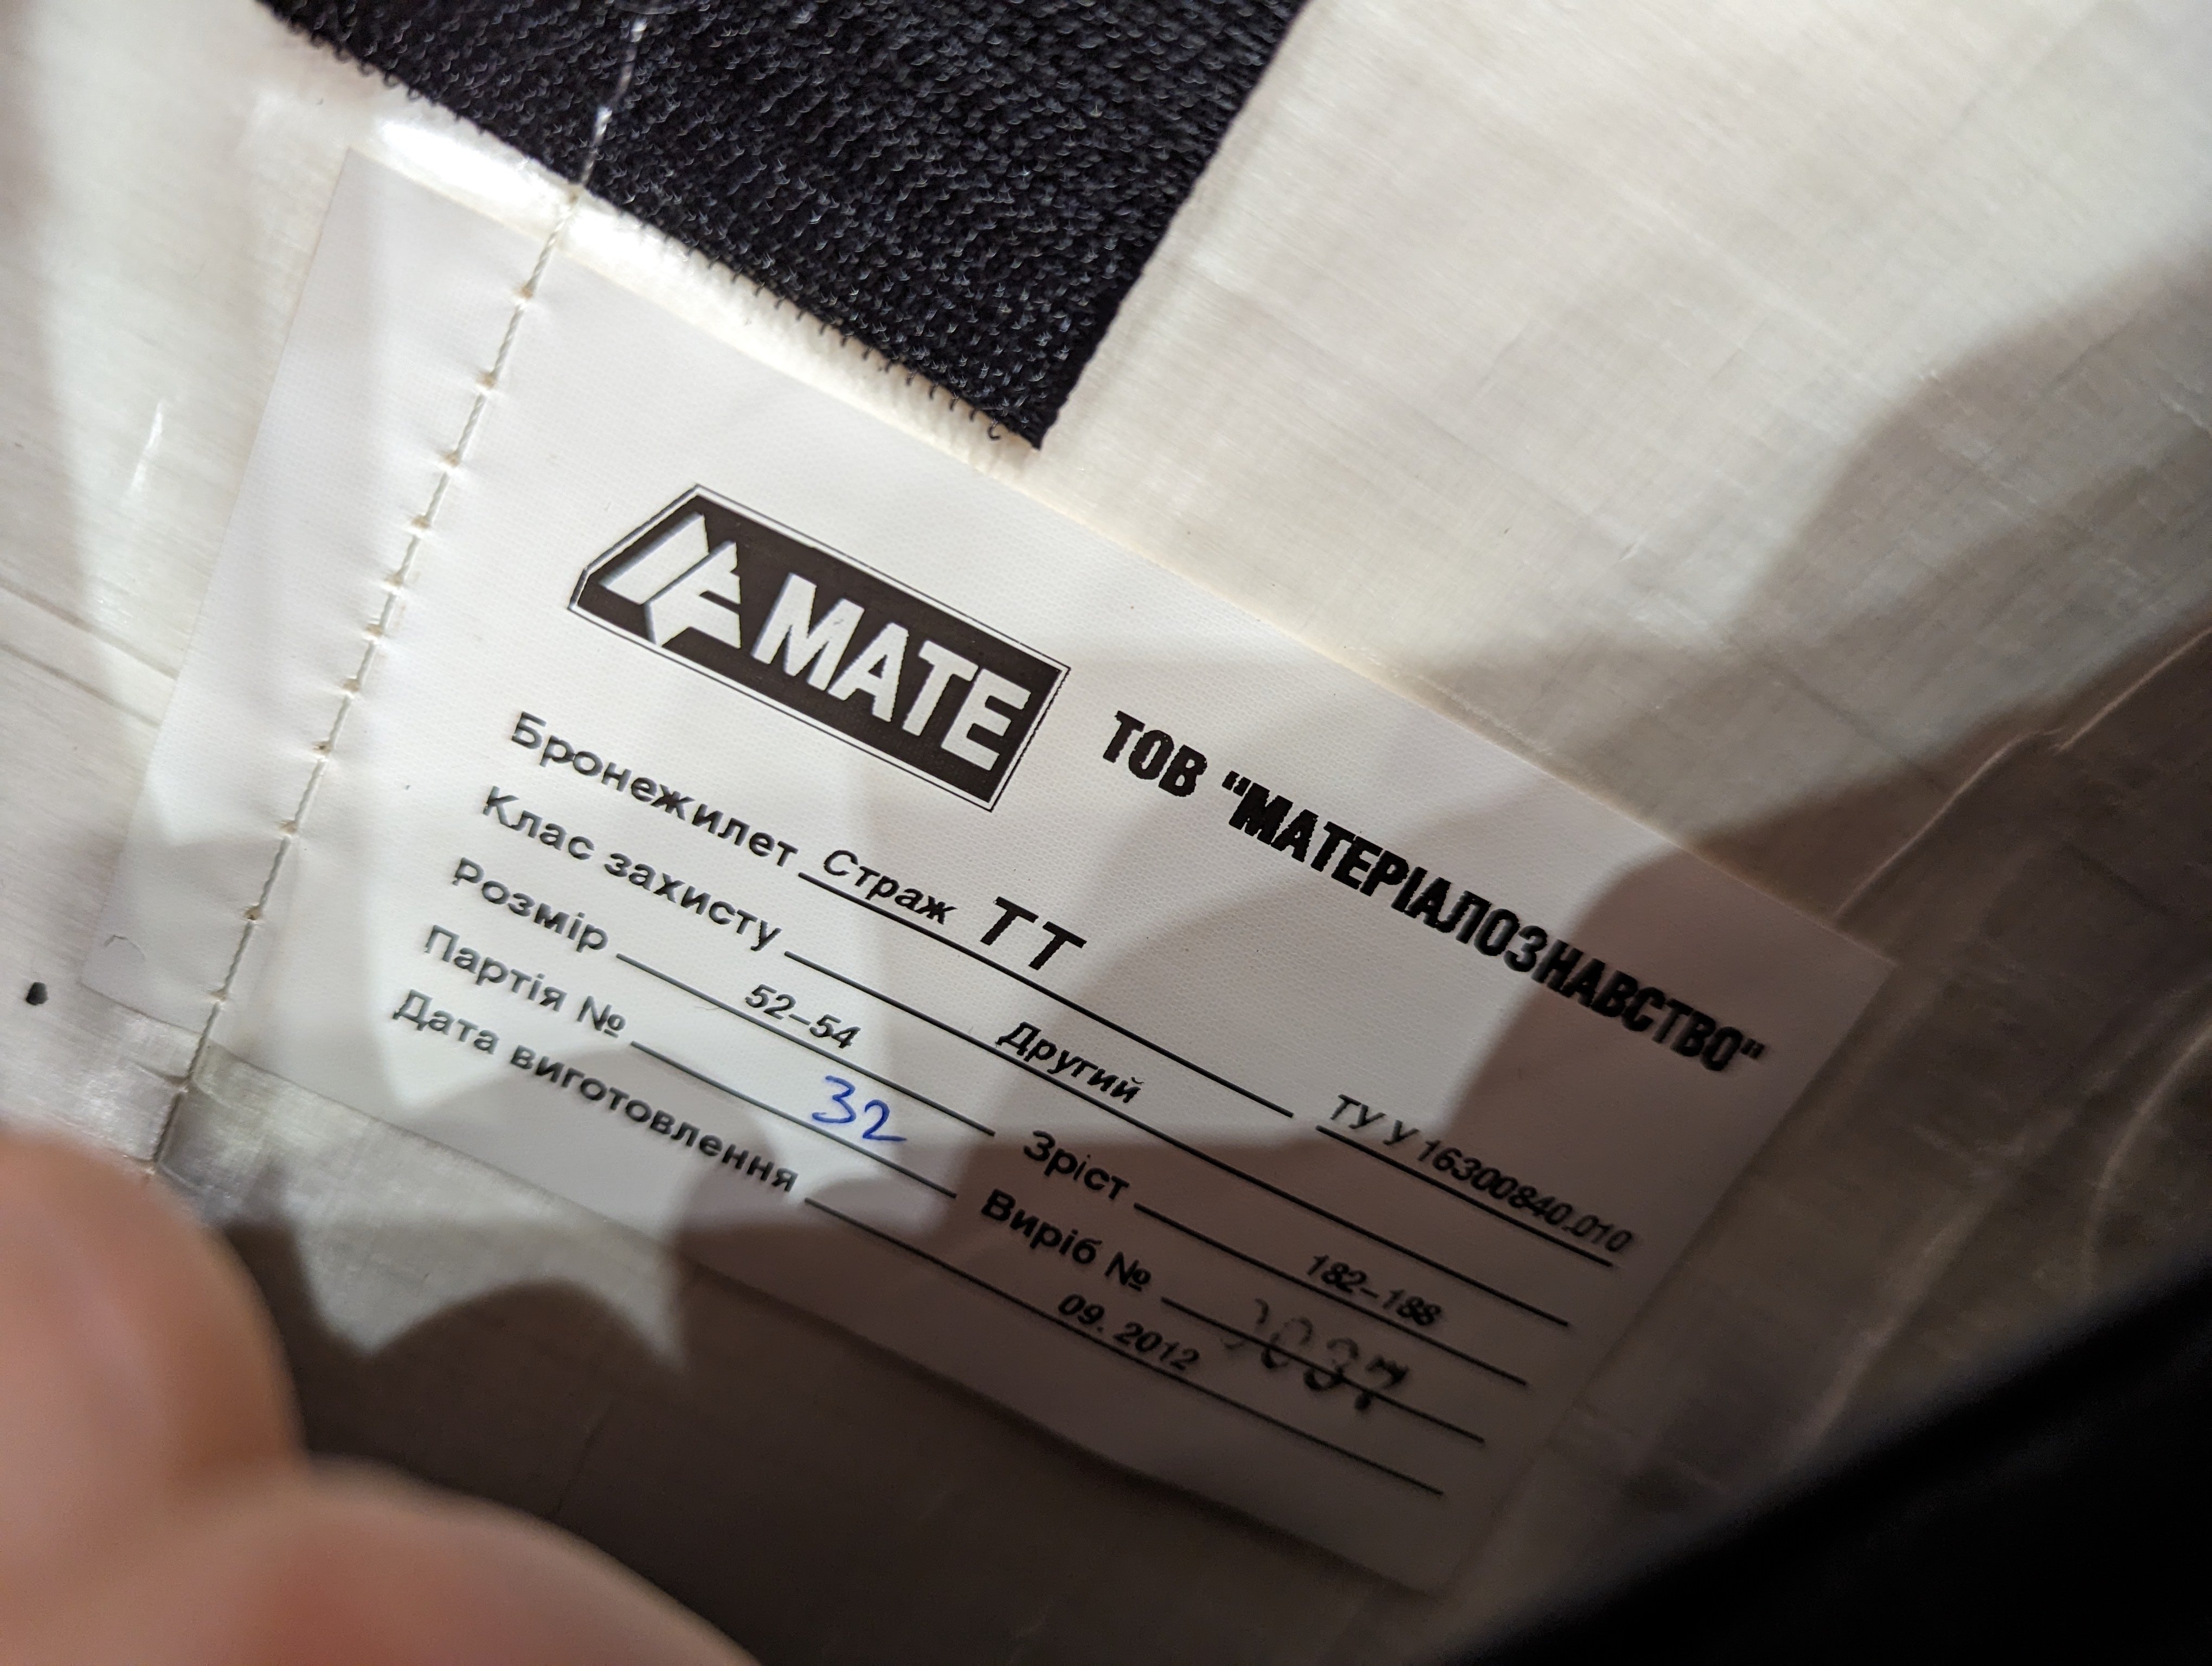 MATE ТОВ "МАТЕРІАЛОЗНАВСТВО"
Бронежилет Страж ТТ ТУ У 16300840.010
Клас захисту Другий
Розмір 52–54 Зріст 182–188
Партія № 32 Виріб №
Дата виготовлення 09. 2012